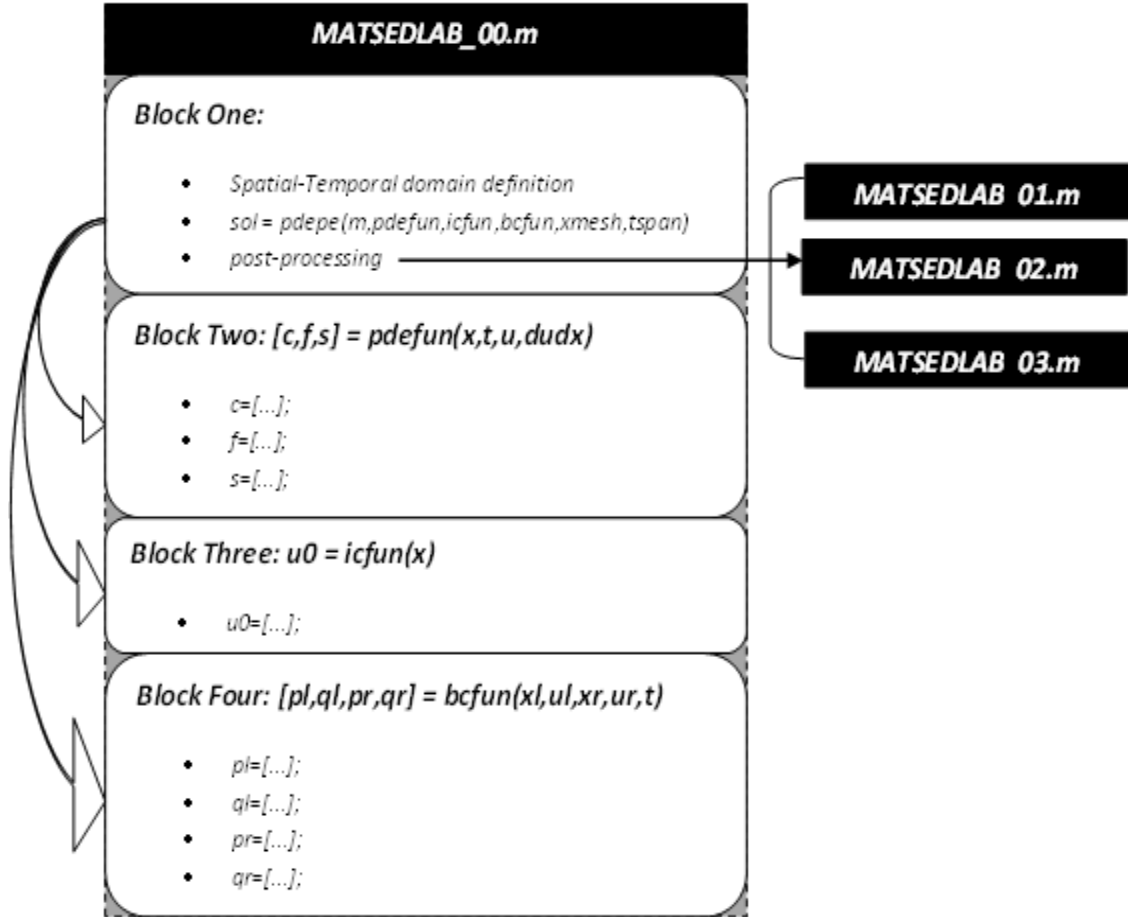 MATSEDLAB_00.m
Block One:
• Spatial-Temporal domain definition
• sol = pdepe(m,pdefun,icfun,bcfun,xmesh,tspan)
• post-processing
MATSEDLAB 01.m
MATSEDLAB 02.m
MATSEDLAB 03.m
Block Two: [c,f,s] = pdefun(x,t,u,dudx)
• c=[...];
• f=[...];
• s=[...];
Block Three: u0 = icfun(x)
• u0=[...];
Block Four: [pl,ql,pr,qr] = bcfun(xl,ul,xr,ur,t)
• pl=[...];
• ql=[...];
• pr=[...];
• qr=[...];